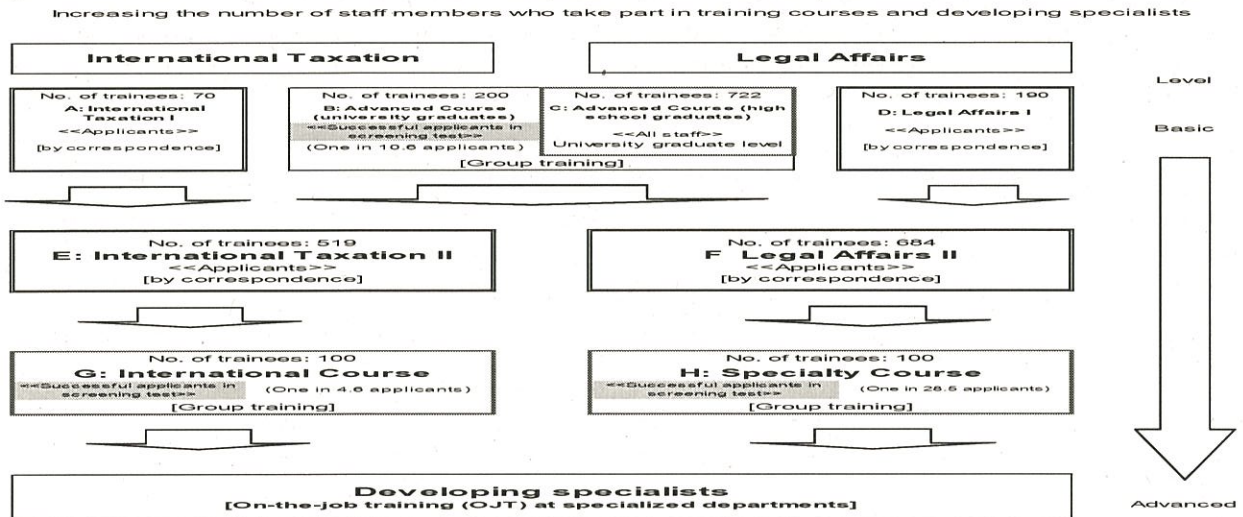 Increasing the number of staff members who take part in training courses and developing specialists
International Taxation
Legal Affairs
Level
Basic
No. of trainees: 70
A: International
Taxation I
<<Applicants>>
[by correspondence]
No. of trainees: 200
B: Advanced Course
(university graduates)
<<Successful applicants in
screening test>>
(One in 10.6 applicants)
No. of trainees: 722
C: Advanced Course (high
school graduates)
<<All staff>>
University graduate level
[Group training]
No. of trainees: 190
D: Legal Affairs I
<<Applicants>>
[by correspondence]
No. of trainees: 519
E: International Taxation II
<<Applicants>>
[by correspondence]
No. of trainees: 684
F Legal Affairs II
<<Applicants>>
[by correspondence]
No. of trainees: 100
G: International Course
<<Successful applicants in
screening test>>
(One in 4.6 applicants)
[Group training]
No. of trainees: 100
H: Specialty Course
<<Successful applicants in
screening test>>
(One in 28.5 applicants)
[Group training]
Developing specialists
[On-the-job training (OJT) at specialized departments]
Advanced